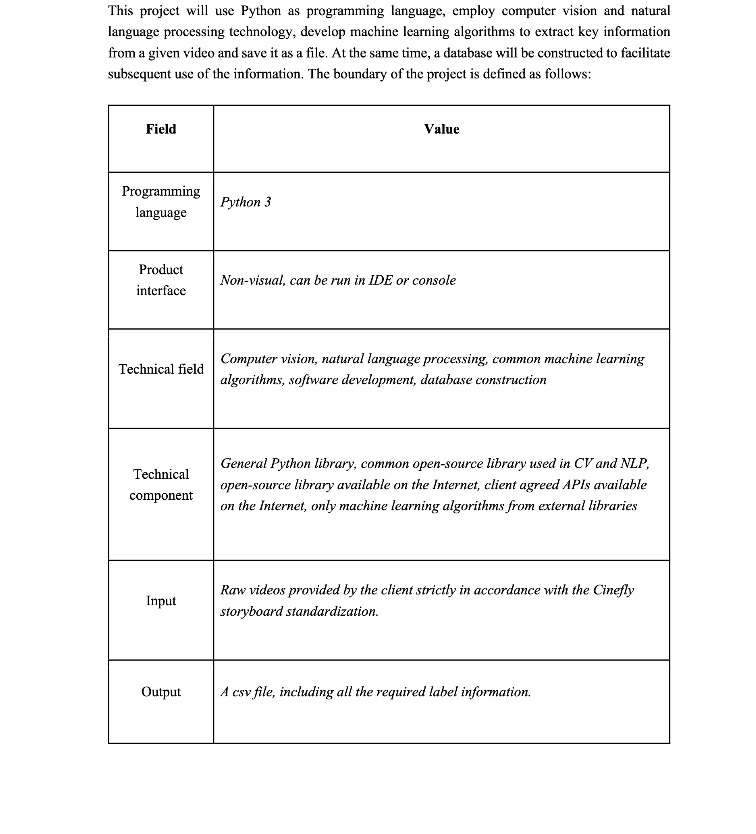 This project will use Python as programming language, employ computer vision and natural
language processing technology, develop machine learning algorithms to extract key information
from a given video and save it as a file. At the same time, a database will be constructed to facilitate
subsequent use of the information. The boundary of the project is defined as follows:
Field
Value
Programming
language
Python 3
Product
interface
Non-visual, can be run in IDE or console
Technical field
Computer vision, natural language processing, common machine learning
algorithms, software development, database construction
Technical
component
General Python library, common open-source library used in CV and NLP,
open-source library available on the Internet, client agreed APIs available
on the Internet, only machine learning algorithms from external libraries
Input
Raw videos provided by the client strictly in accordance with the Cinefly
storyboard standardization.
Output
A csv file, including all the required label information.